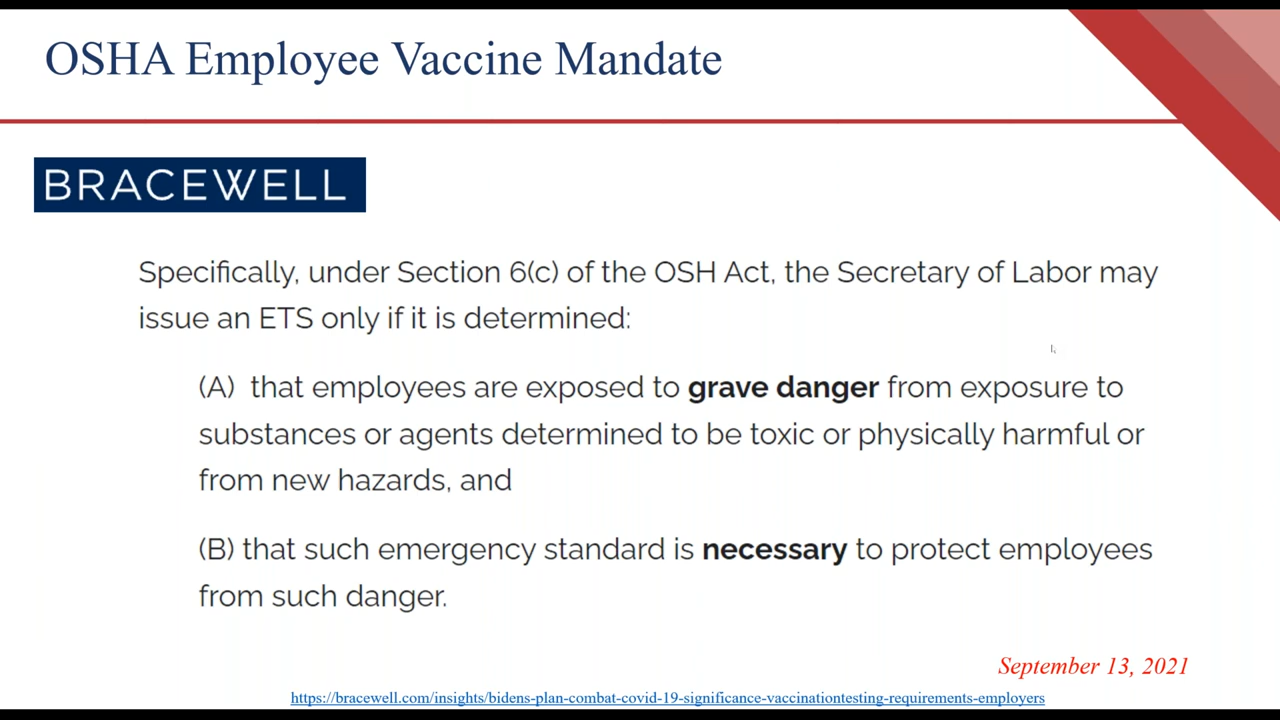 OSHA Employee Vaccine Mandate
BRACEWELL
Specifically, under Section 6(c) of the OSH Act, the Secretary of Labor may
issue an ETS only if it is determined:
(A) that employees are exposed to grave danger from exposure to
substances or agents determined to be toxic or physically harmful or
from new hazards, and
(B) that such emergency standard is necessary to protect employees
from such danger.
September 13, 2021
https://bracewell.com/insights/bidens-plan-combat-covid-19-significance-vaccinationtesting-requirements-employers